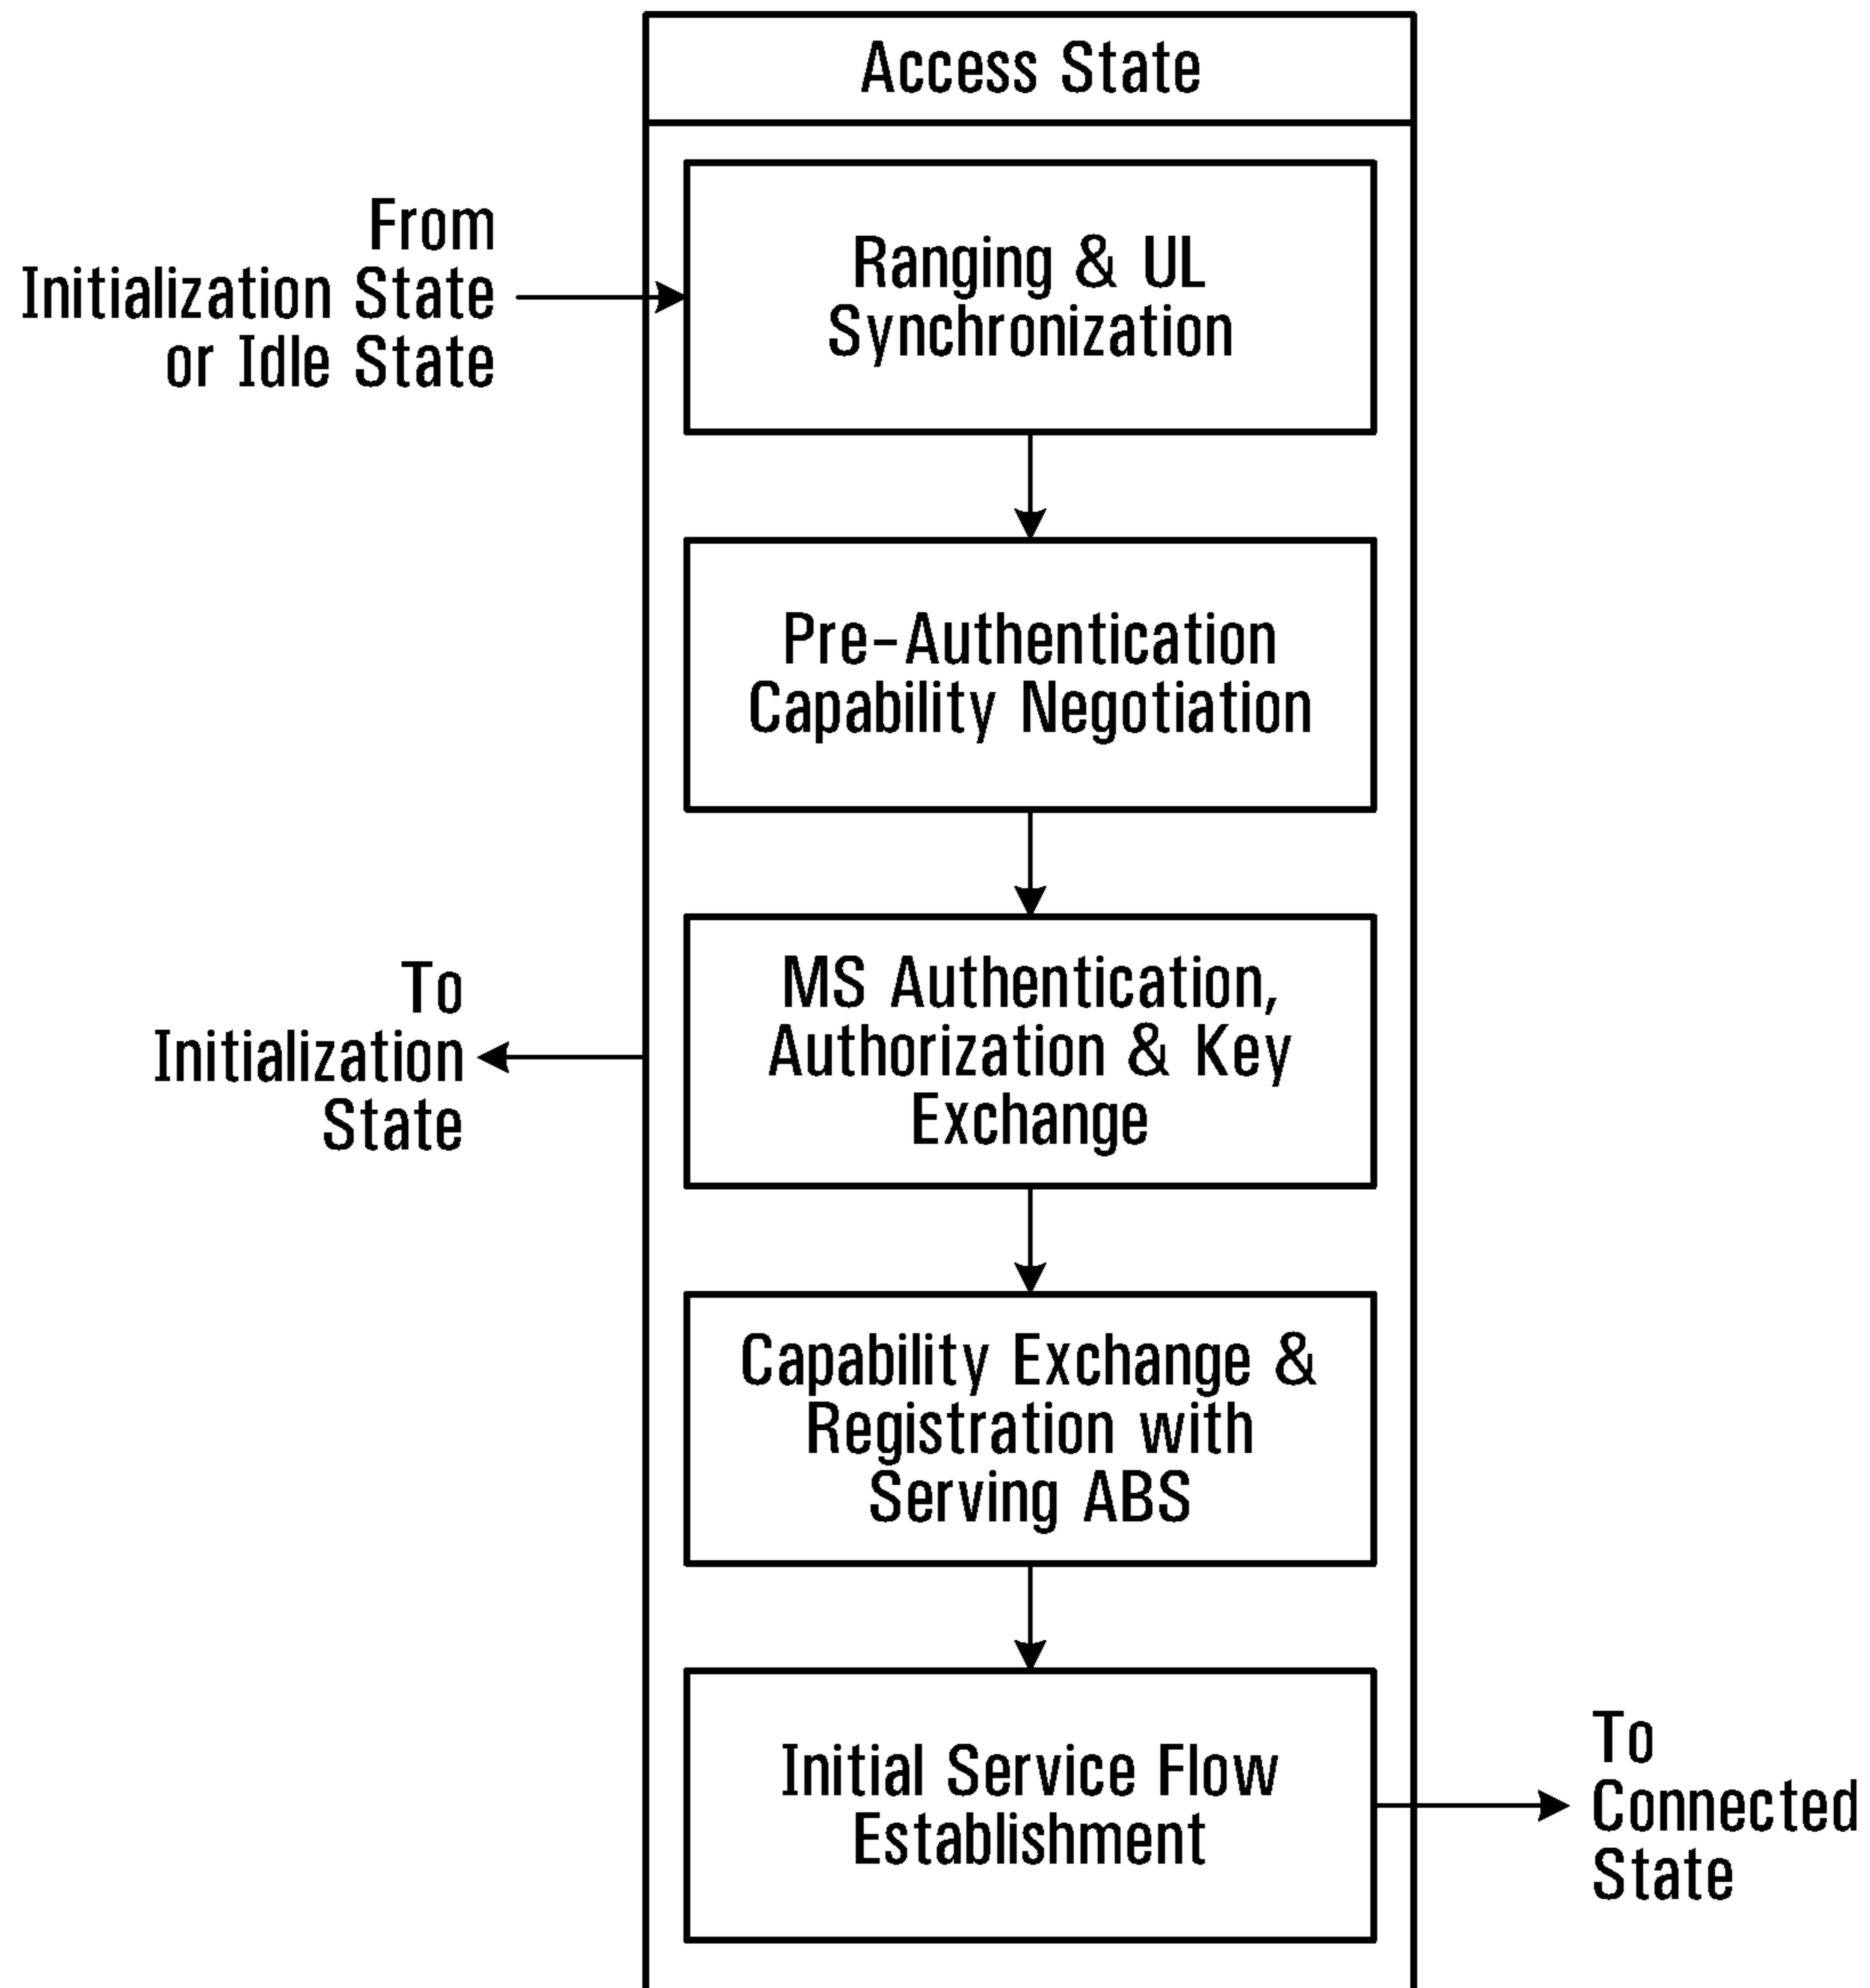 Access State
From
Initialization State
or Idle State
Ranging & UL
Synchronization
Pre-Authentication
Capability Negotiation
To
Initialization
State
MS Authentication,
Authorization & Key
Exchange
Capability Exchange &
Registration with
Serving ABS
Initial Service Flow
Establishment
To
Connected
State